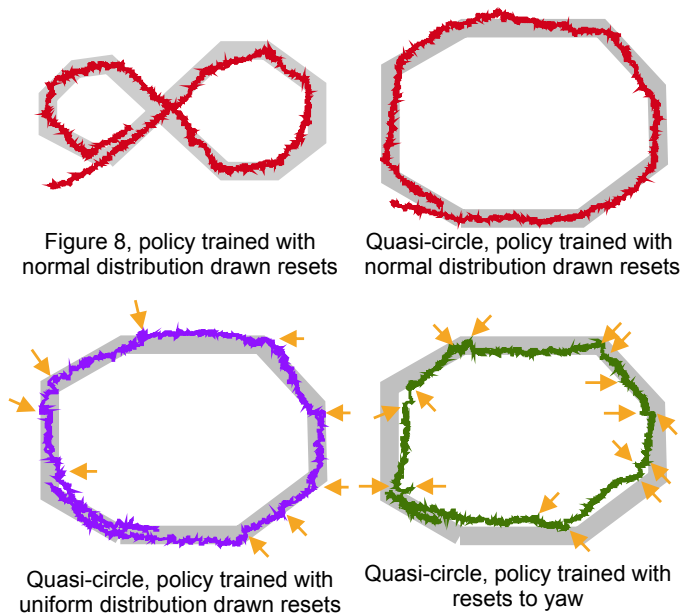 Figure 8, policy trained with
normal distribution drawn resets
Quasi-circle, policy trained with
normal distribution drawn resets
Quasi-circle, policy trained with
uniform distribution drawn resets
Quasi-circle, policy trained with
resets to yaw